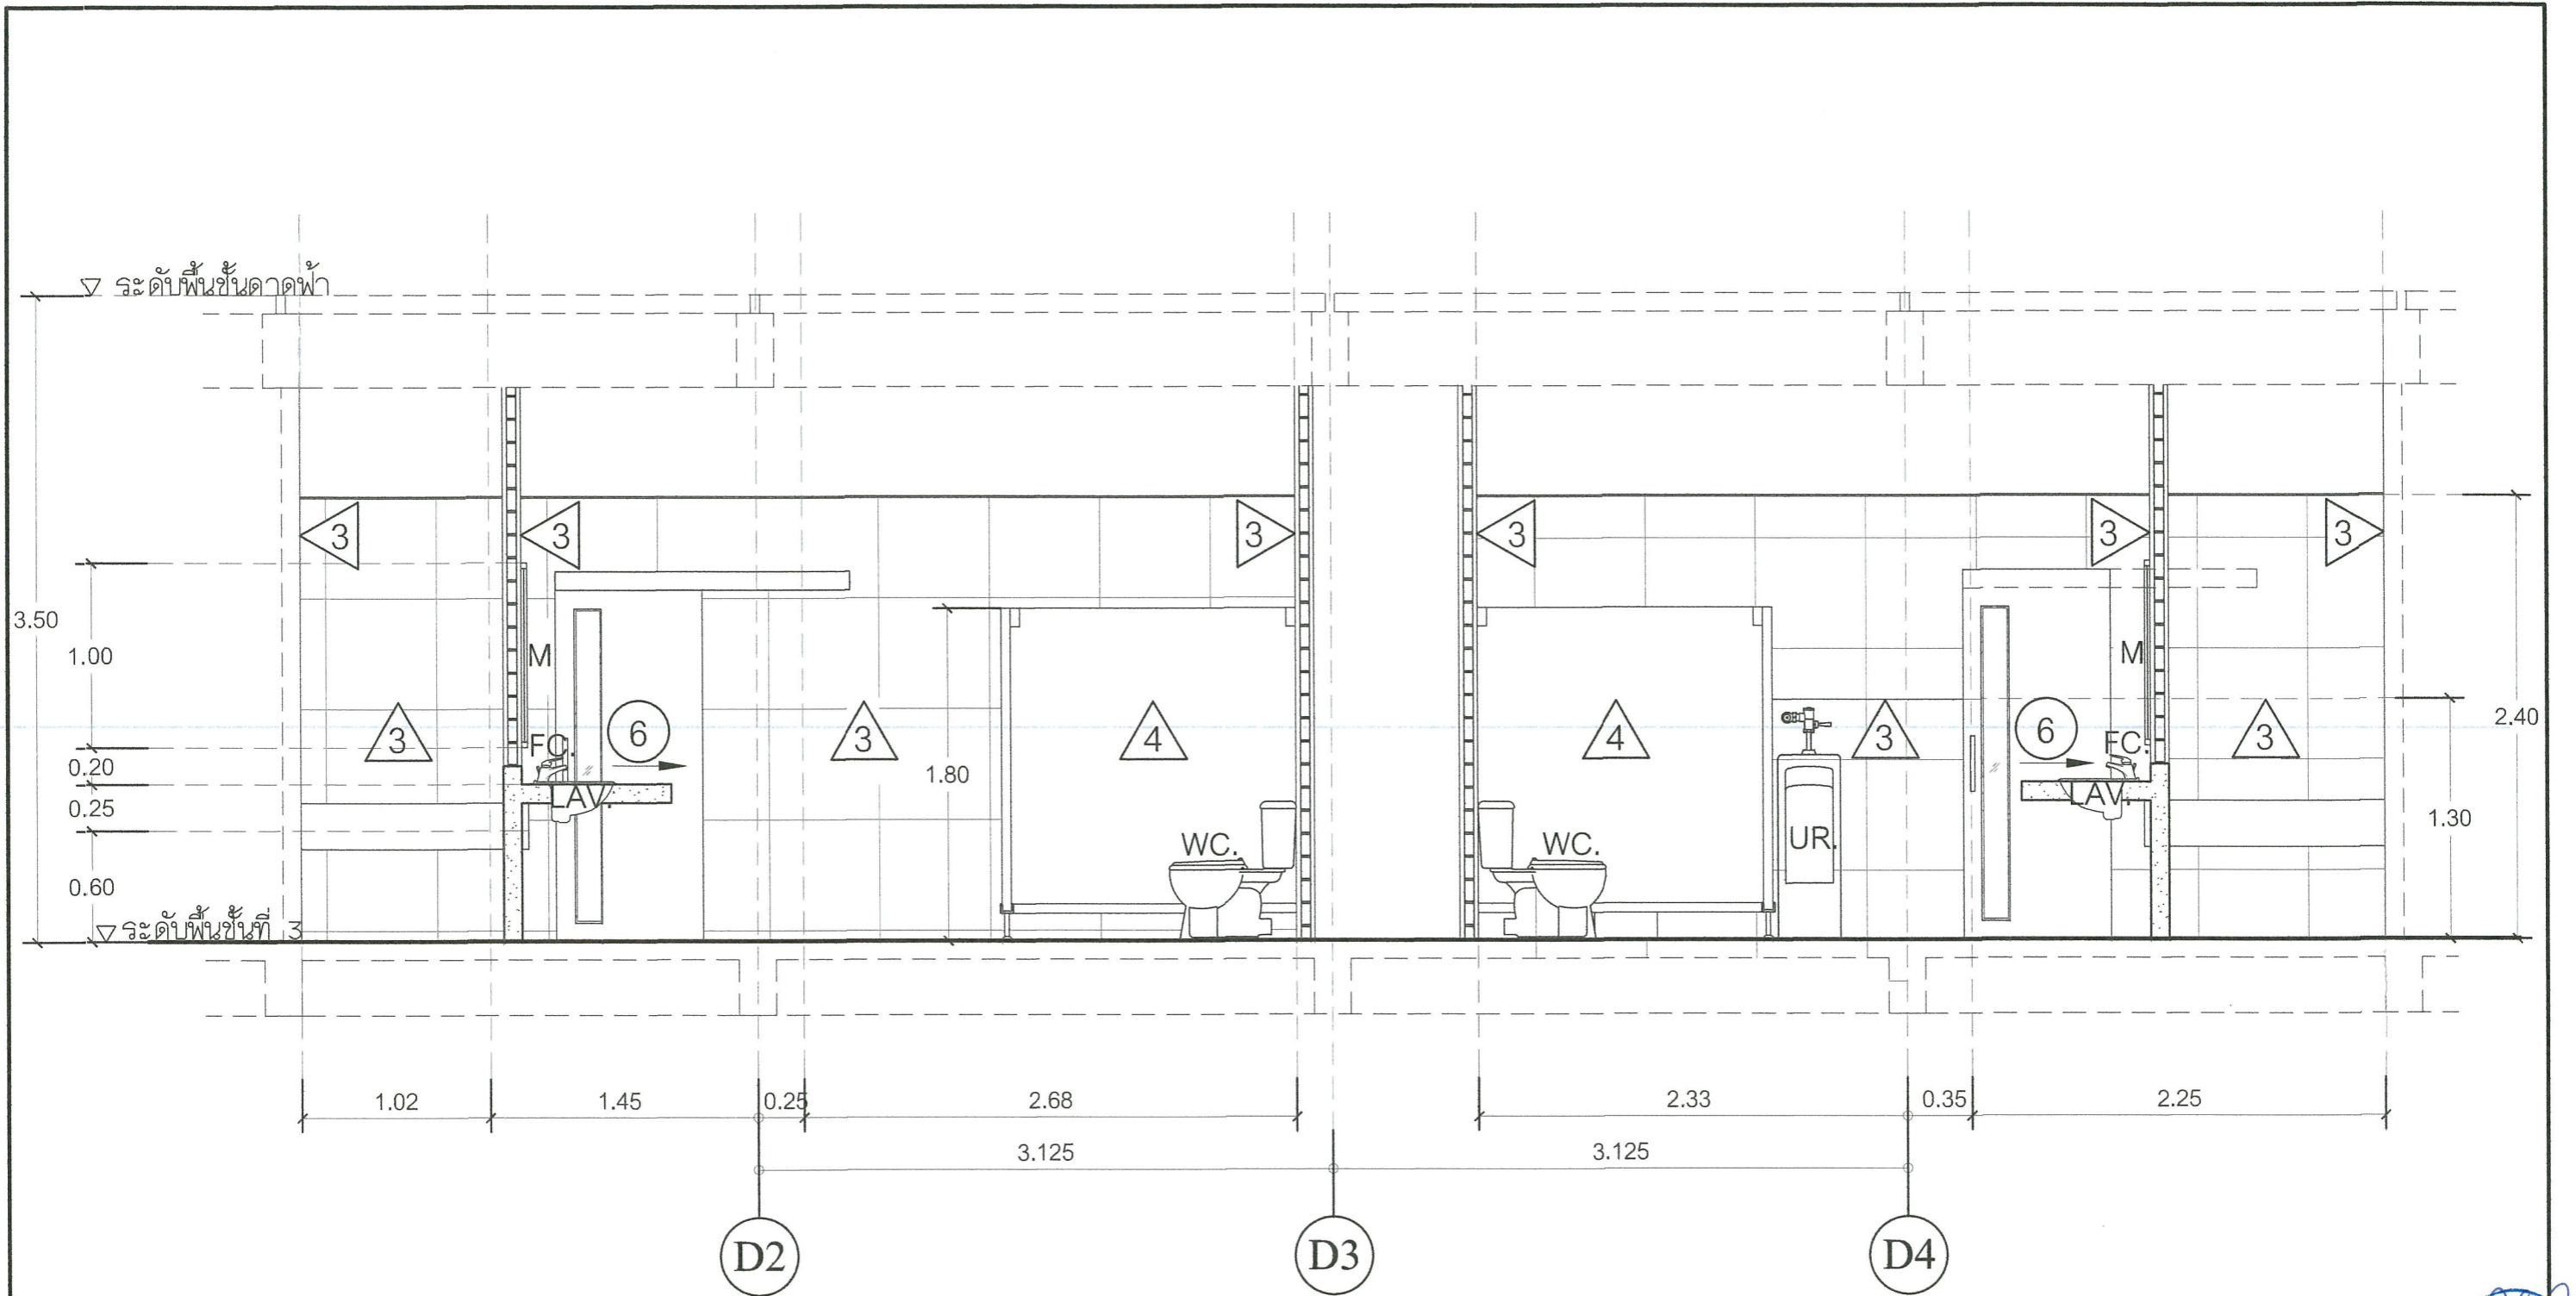 ระดับพื้นชั้นดาดฟ้า
3 3 3 3 3 3
3.50
1.00
M
M
2.40
3 6 3 4 4 3 6 3
FC.
FC.
0.20
1.80
0.25
LAV.
LAV.
1.30
WC.
WC.
UR.
0.60
ระดับพื้นชั้นที่ 3
1.02 1.45 0.25 2.68 2.33 0.35 2.25
3.125 3.125
D2 D3 D4